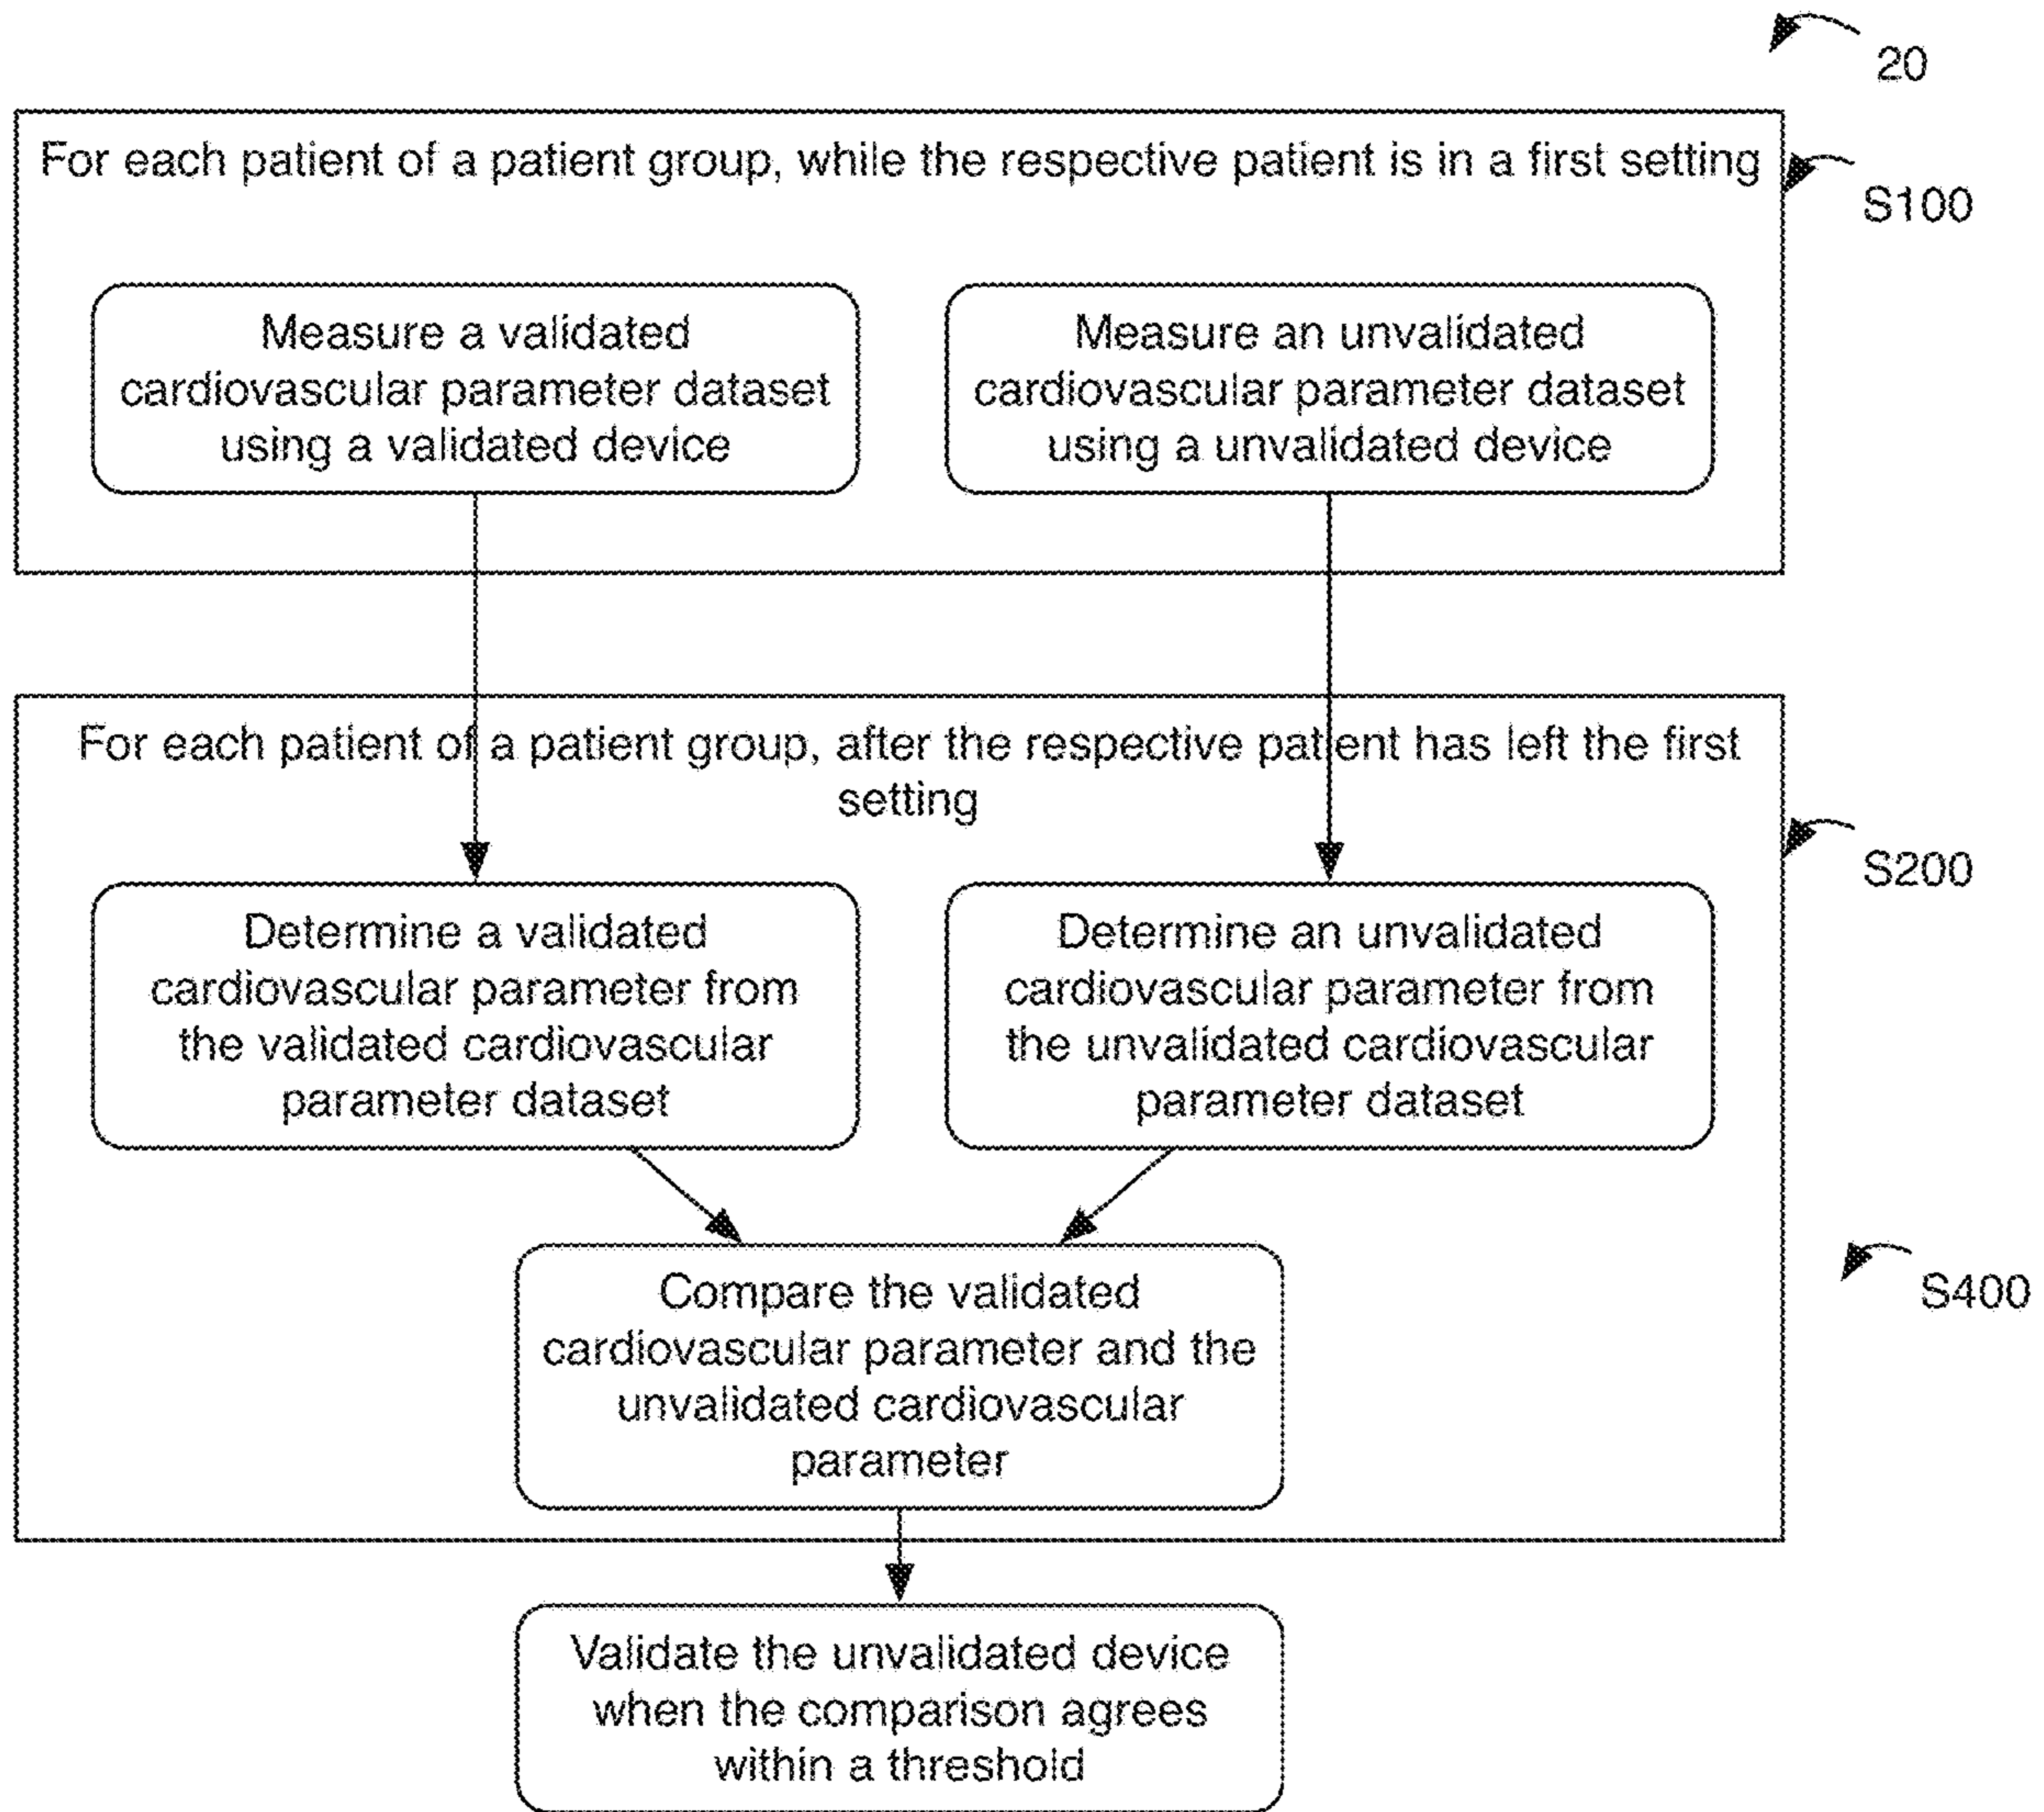 20
For each patient of a patient group, while the respective patient is in a first setting
S100
Measure a validated
cardiovascular parameter dataset
using a validated device
Measure an unvalidated
cardiovascular parameter dataset
using a unvalidated device
For each patient of a patient group, after the respective patient has left the first
setting
S200
Determine a validated
cardiovascular parameter from
the validated cardiovascular
parameter dataset
Determine an unvalidated
cardiovascular parameter from
the unvalidated cardiovascular
parameter dataset
Compare the validated
cardiovascular parameter and the
unvalidated cardiovascular
parameter
S400
Validate the unvalidated device
when the comparison agrees
within a threshold